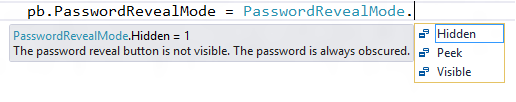 pb.PasswordRevealMode = PasswordRevealMode.
PasswordRevealMode.Hidden = 1
The password reveal button is not visible. The password is always obscured.
Hidden
Peek
Visible